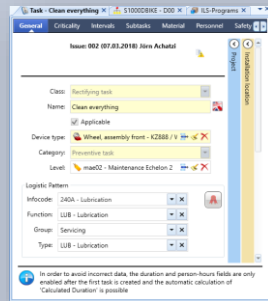 Task - Clean everything S1000DBIKE - D00 ILS-Programs
General Criticality Intervals Subtasks Material Personnel Safety
Issue: 002 (07.03.2018) Jörn Achatzi
Class: Rectifying task
Name: Clean everything
Applicable
Device type: Wheel, assembly front - KZ888 / V
Category: Preventive task
Level: mae02 - Maintenance Echelon 2
Logistic Pattern
Infocode: 240A - Lubrication
Function: LUB - Lubrication
Group: Servicing
Type: LUB - Lubrication
A
Project
Installation location
In order to avoid incorrect data, the duration and person-hours fields are only
enabled after the first task is created and the automatic calculation of
'Calculated Duration' is possible